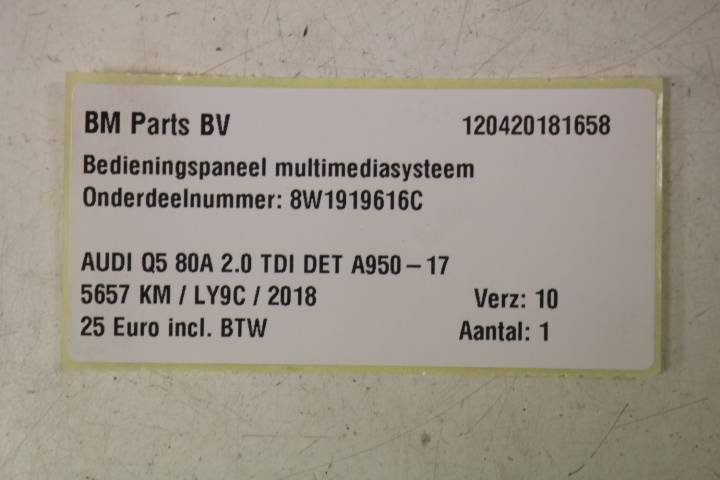 BM Parts BV 120420181658
Bedieningspaneel multimediasysteem
Onderdeelnummer: 8W1919616C
AUDI Q5 80A 2.0 TDI DET A950-17
5657 KM / LY9C / 2018 Verz: 10
25 Euro incl. BTW Aantal: 1